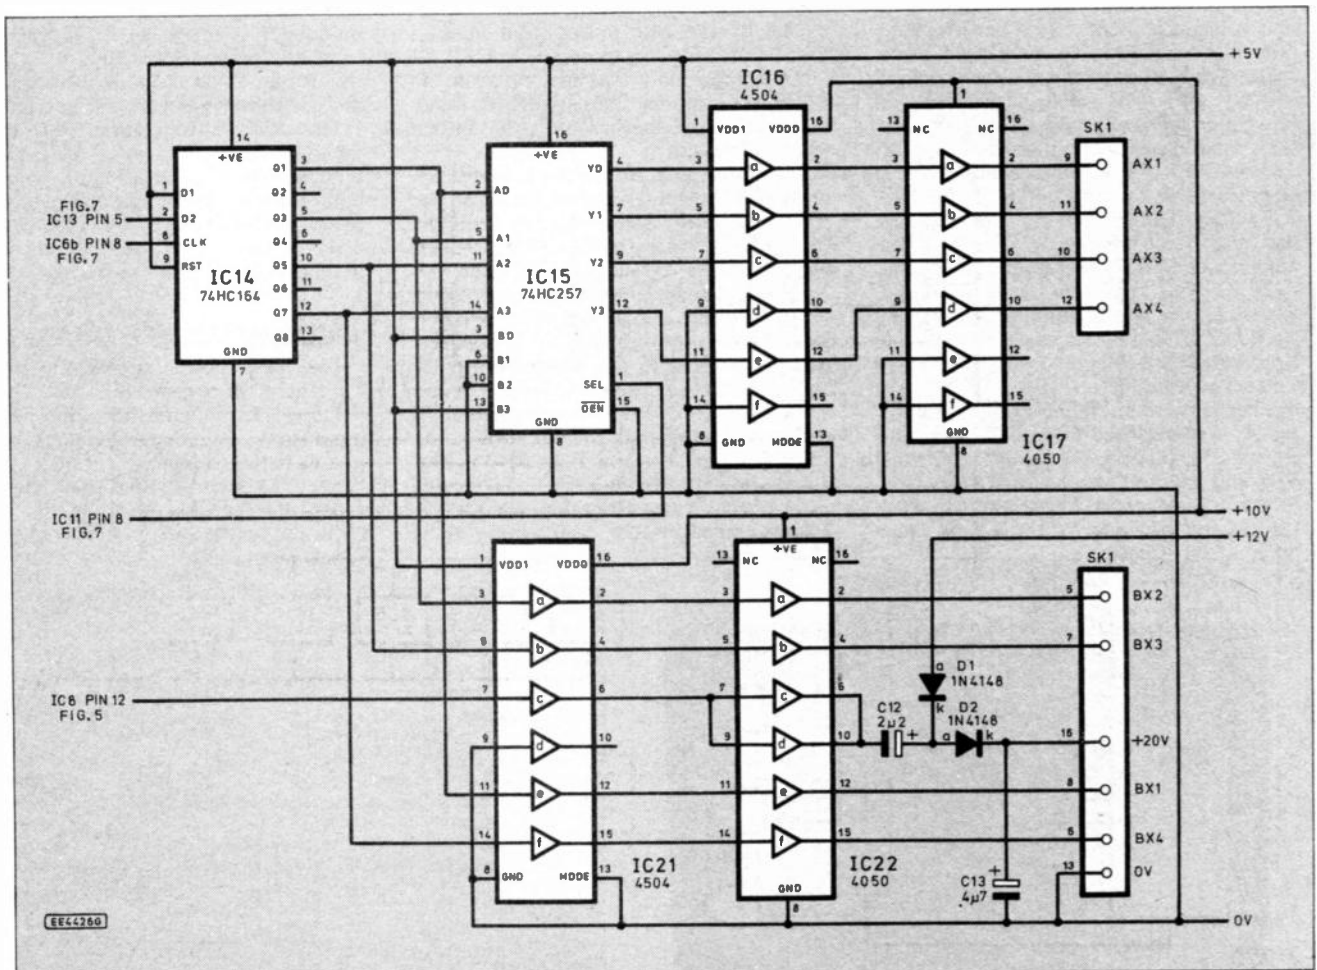 +5V
IC16
4504
SK1
14
+VE
16
+VE
1 VDD1 VDDD 16
1
13 NC NC 16
1 D1
FIG.7
IC13 PIN 5
2 D2
IC6b PIN 8
FIG.7
8 CLK
9 RST
Q1 3
Q2 4
Q3 5
Q4 6
Q5 10
Q6 11
Q7 12
Q8 13
IC14
74HC164
GND
7
2 A0
5 A1
11 A2
14 A3
3 B0
6 B1
10 B2
13 B3
IC15
74HC257
Y0 4
Y1 7
Y2 9
Y3 12
SEL 1
OEN 15
GND
8
3 a 2
5 b 4
7 c 6
9 d 10
11 e 12
14 f 15
8 GND MODE 13
3 a 2
5 b 4
7 c 6
9 d 10
11 e 12
14 f 15
GND
8
IC17
4050
9 AX1
11 AX2
10 AX3
12 AX4
IC11 PIN 8
FIG.7
+10V
+12V
1 VDD1 VDDD 16
1
+VE
13 NC NC 16
SK1
3 a 2
b 4
7 c 6
9 d 10
11 e 12
14 f 15
8 GND MODE 13
IC21
4504
IC8 PIN 12
FIG.5
3 a 2
5 b 4
7 c 6
9 d 10
11 e 12
14 f 15
GND
8
IC22
4050
a D1
1N4148
k
C12
2µ2
+
D2
1N4148
a k
+
C13
4µ7
5 BX2
7 BX3
+20V
8 BX1
6 BX4
13 0V
0V
EE4426G